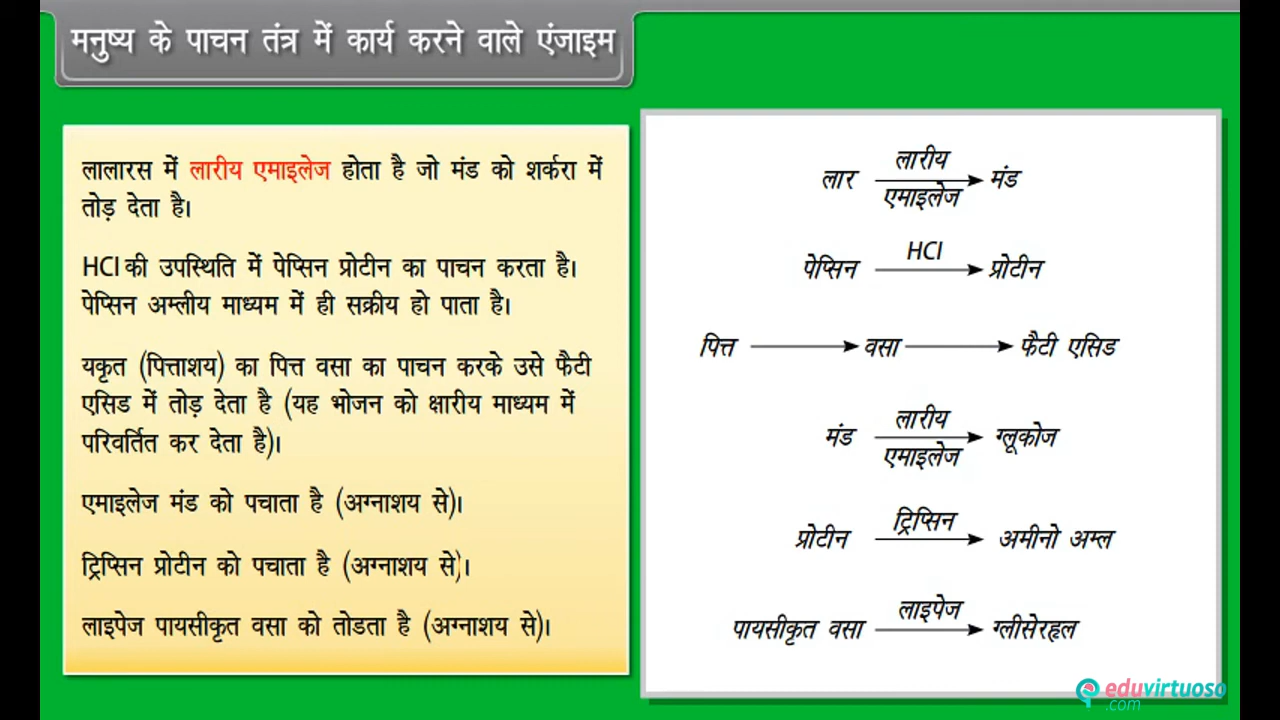 मनुष्य के पाचन तंत्र में कार्य करने वाले एंजाइम
लालारस में लारीय एमाइलेज होता है जो मंड को शर्करा में
तोड़ देता है।
HCl की उपस्थिति में पेप्सिन प्रोटीन का पाचन करता है।
पेप्सिन अम्लीय माध्यम में ही सक्रीय हो पाता है।
यकृत (पित्ताशय) का पित्त वसा का पाचन करके उसे फैटी
एसिड में तोड़ देता है (यह भोजन को क्षारीय माध्यम में
परिवर्तित कर देता है)।
एमाइलेज मंड को पचाता है (अग्नाशय से)।
ट्रिप्सिन प्रोटीन को पचाता है (अग्नाशय से)।
लाइपेज पायसीकृत वसा को तोडता है (अग्नाशय से)।
लारीय
लार ⟶ मंड
एमाइलेज
HCl
पेप्सिन ⟶ प्रोटीन
पित्त ⟶ वसा ⟶ फैटी एसिड
लारीय
मंड ⟶ ग्लूकोज
एमाइलेज
ट्रिप्सिन
प्रोटीन ⟶ अमीनो अम्ल
लाइपेज
पायसीकृत वसा ⟶ ग्लीसेरहृल
eduvirtuoso
.com